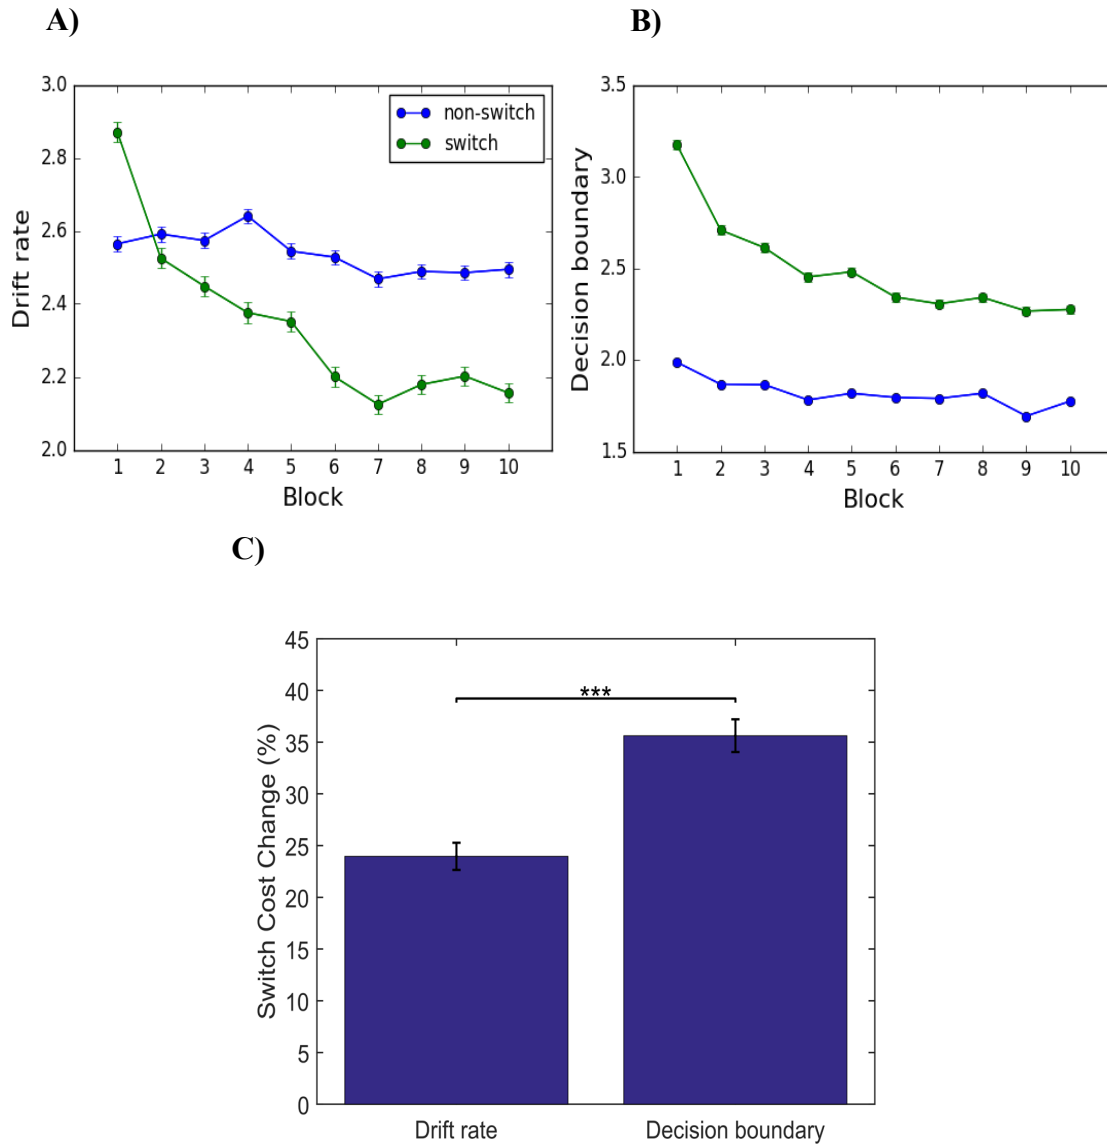 A)
B)
3.0
2.8
2.6
2.4
2.2
2.0
Drift rate
non-switch
switch
1 2 3 4 5 6 7 8 9 10
Block
3.5
3.0
2.5
2.0
1.5
Decision boundary
1 2 3 4 5 6 7 8 9 10
Block
C)
45
40
35
30
25
20
15
10
5
0
Switch Cost Change (%)
***
Drift rate Decision boundary